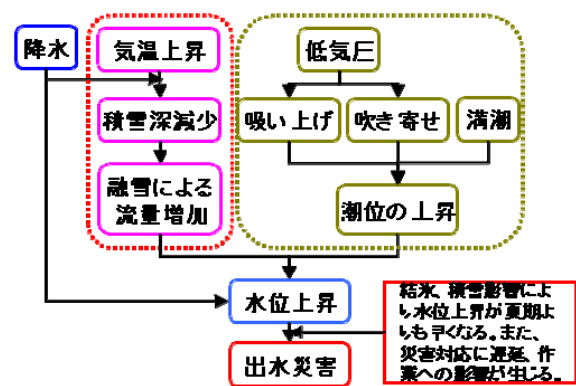 降水
気温上昇
低気圧
積雪深減少
吸い上げ
吹き寄せ
満潮
融雪による
流量増加
潮位の上昇
水位上昇
結氷、積雪影響によ
り水位上昇が夏期よ
りも早くなる。また、
災害対応に遅延、作
業への影響が生じる。
出水災害